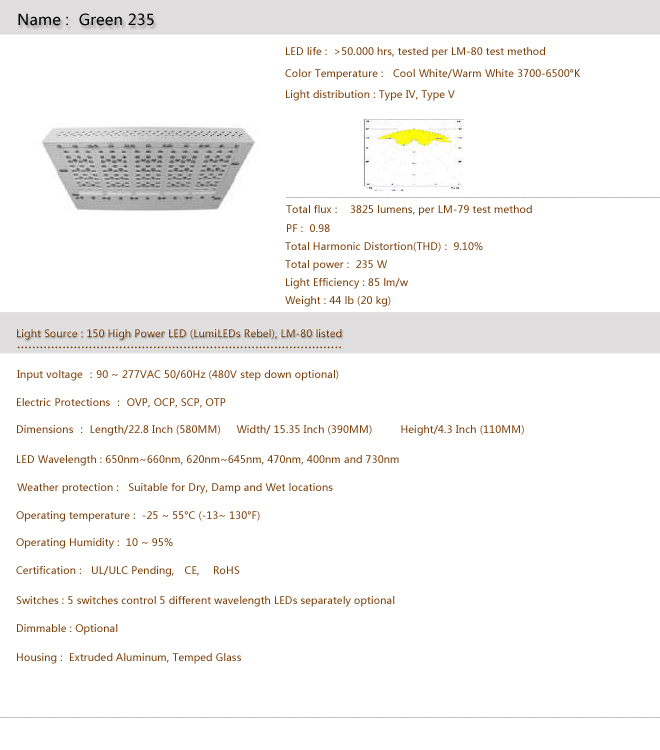 Name :  Green 235
LED life :  >50.000 hrs, tested per LM-80 test method
Color Temperature :   Cool White/Warm White 3700-6500°K
Light distribution : Type IV, Type V
Total flux :    3825 lumens, per LM-79 test method
PF :  0.98
Total Harmonic Distortion(THD) :  9.10%
Total power :  235 W
Light Efficiency : 85 lm/w
Weight : 44 lb (20 kg)
Light Source : 150 High Power LED (LumiLEDs Rebel), LM-80 listed
Input voltage  : 90 ~ 277VAC 50/60Hz (480V step down optional)
Electric Protections  :  OVP, OCP, SCP, OTP
Dimensions  :  Length/22.8 Inch (580MM)     Width/ 15.35 Inch (390MM)         Height/4.3 Inch (110MM)
LED Wavelength : 650nm~660nm, 620nm~645nm, 470nm, 400nm and 730nm
Weather protection :   Suitable for Dry, Damp and Wet locations
Operating temperature :  -25 ~ 55°C (-13~ 130°F)
Operating Humidity :  10 ~ 95%
Certification :   UL/ULC Pending,   CE,    RoHS
Switches : 5 switches control 5 different wavelength LEDs separately optional
Dimmable : Optional
Housing :  Extruded Aluminum, Temped Glass